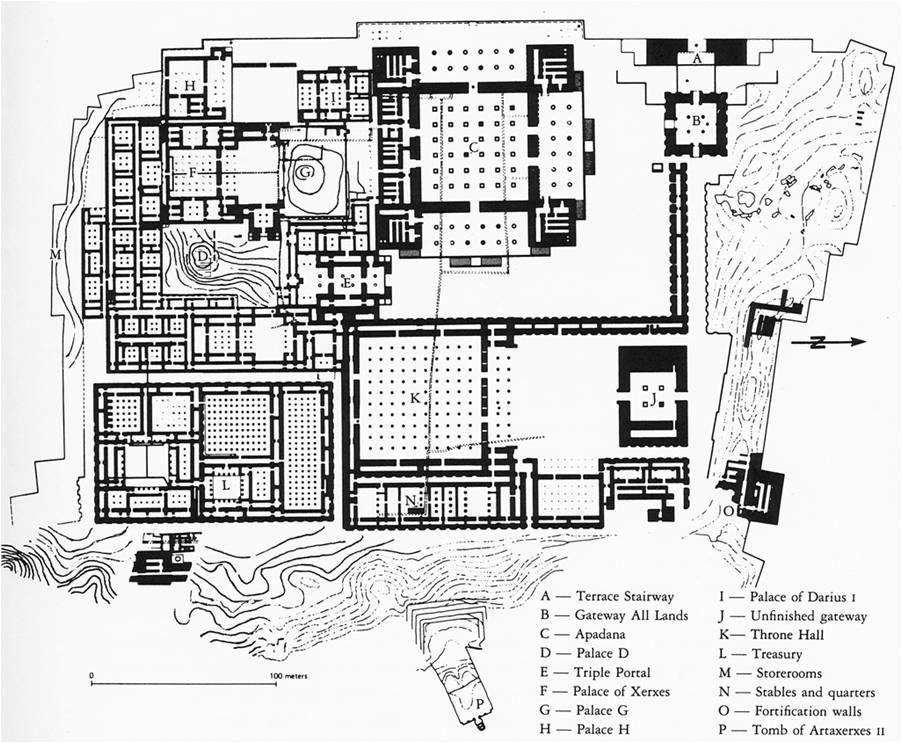 A
H
I
B
C
F
G
M
D
E
N
K
J
L
N
O
P
0 100 meters
A — Terrace Stairway
B — Gateway All Lands
C — Apadana
D — Palace D
E — Triple Portal
F — Palace of Xerxes
G — Palace G
H — Palace H
I — Palace of Darius I
J — Unfinished gateway
K — Throne Hall
L — Treasury
M — Storerooms
N — Stables and quarters
O — Fortification walls
P — Tomb of Artaxerxes II